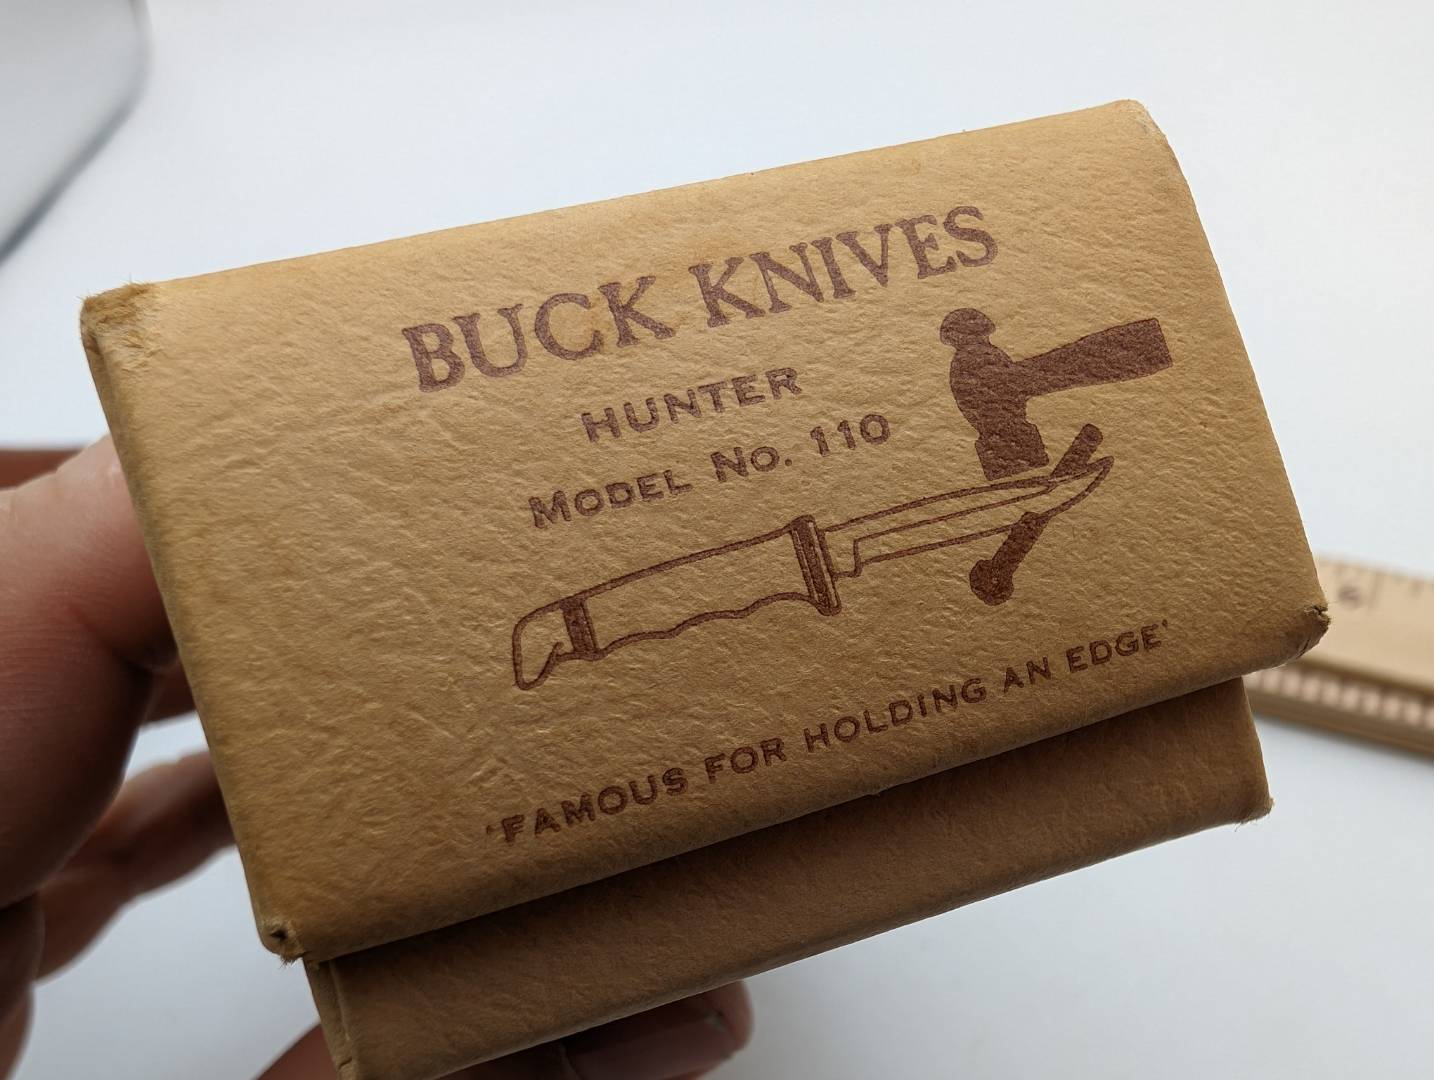 BUCK KNIVES
HUNTER
MODEL NO. 110
'FAMOUS FOR HOLDING AN EDGE'